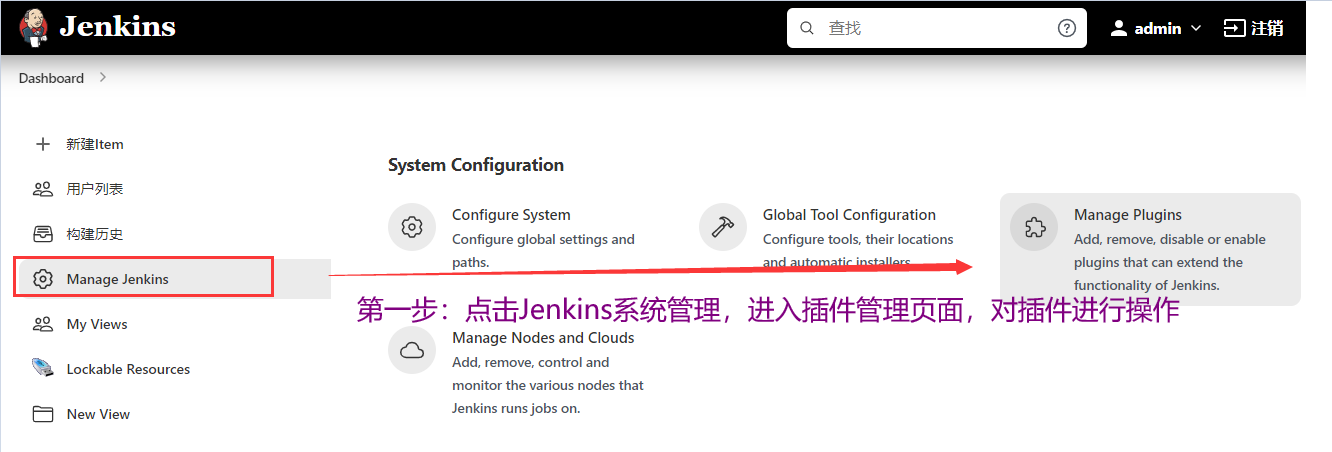 Jenkins
查找
admin
注销
Dashboard
新建Item
用户列表
构建历史
Manage Jenkins
My Views
Lockable Resources
New View
System Configuration
Configure System
Configure global settings and
paths.
Global Tool Configuration
Configure tools, their locations
and automatic installers.
Manage Plugins
Add, remove, disable or enable
plugins that can extend the
functionality of Jenkins.
第一步：点击Jenkins系统管理，进入插件管理页面，对插件进行操作
Manage Nodes and Clouds
Add, remove, control and
monitor the various nodes that
Jenkins runs jobs on.